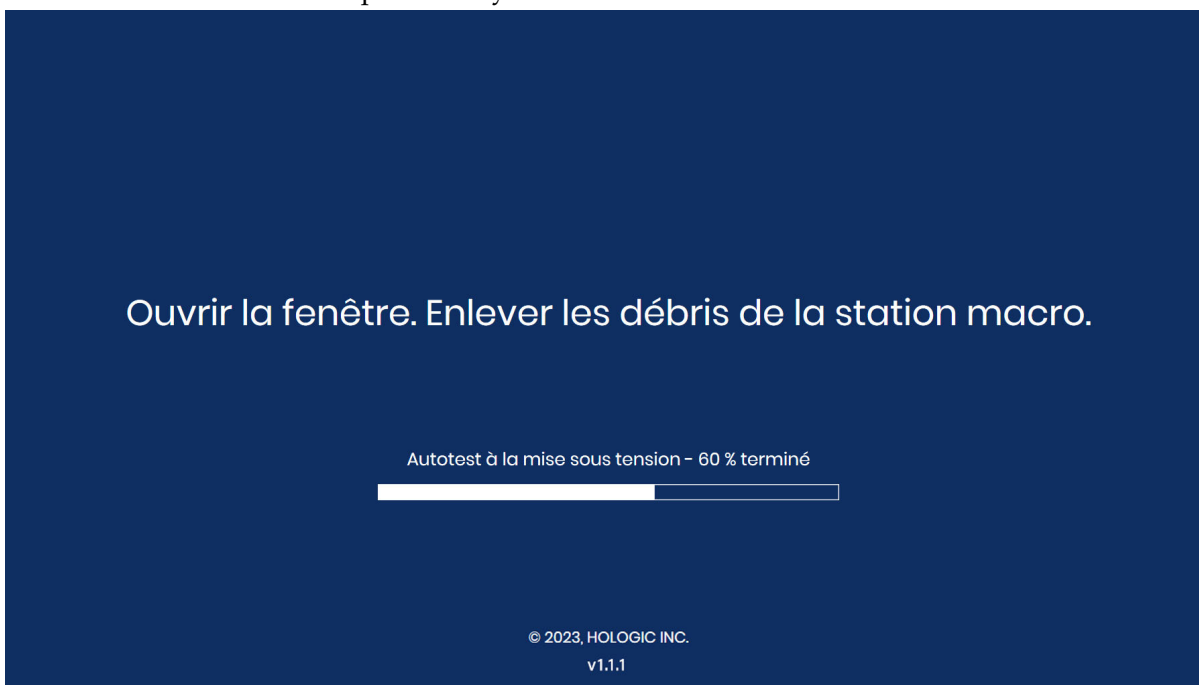 Ouvrir la fenêtre. Enlever les débris de la station macro.
Autotest à la mise sous tension - 60 % terminé
© 2023, HOLOGIC INC.
v1.1.1